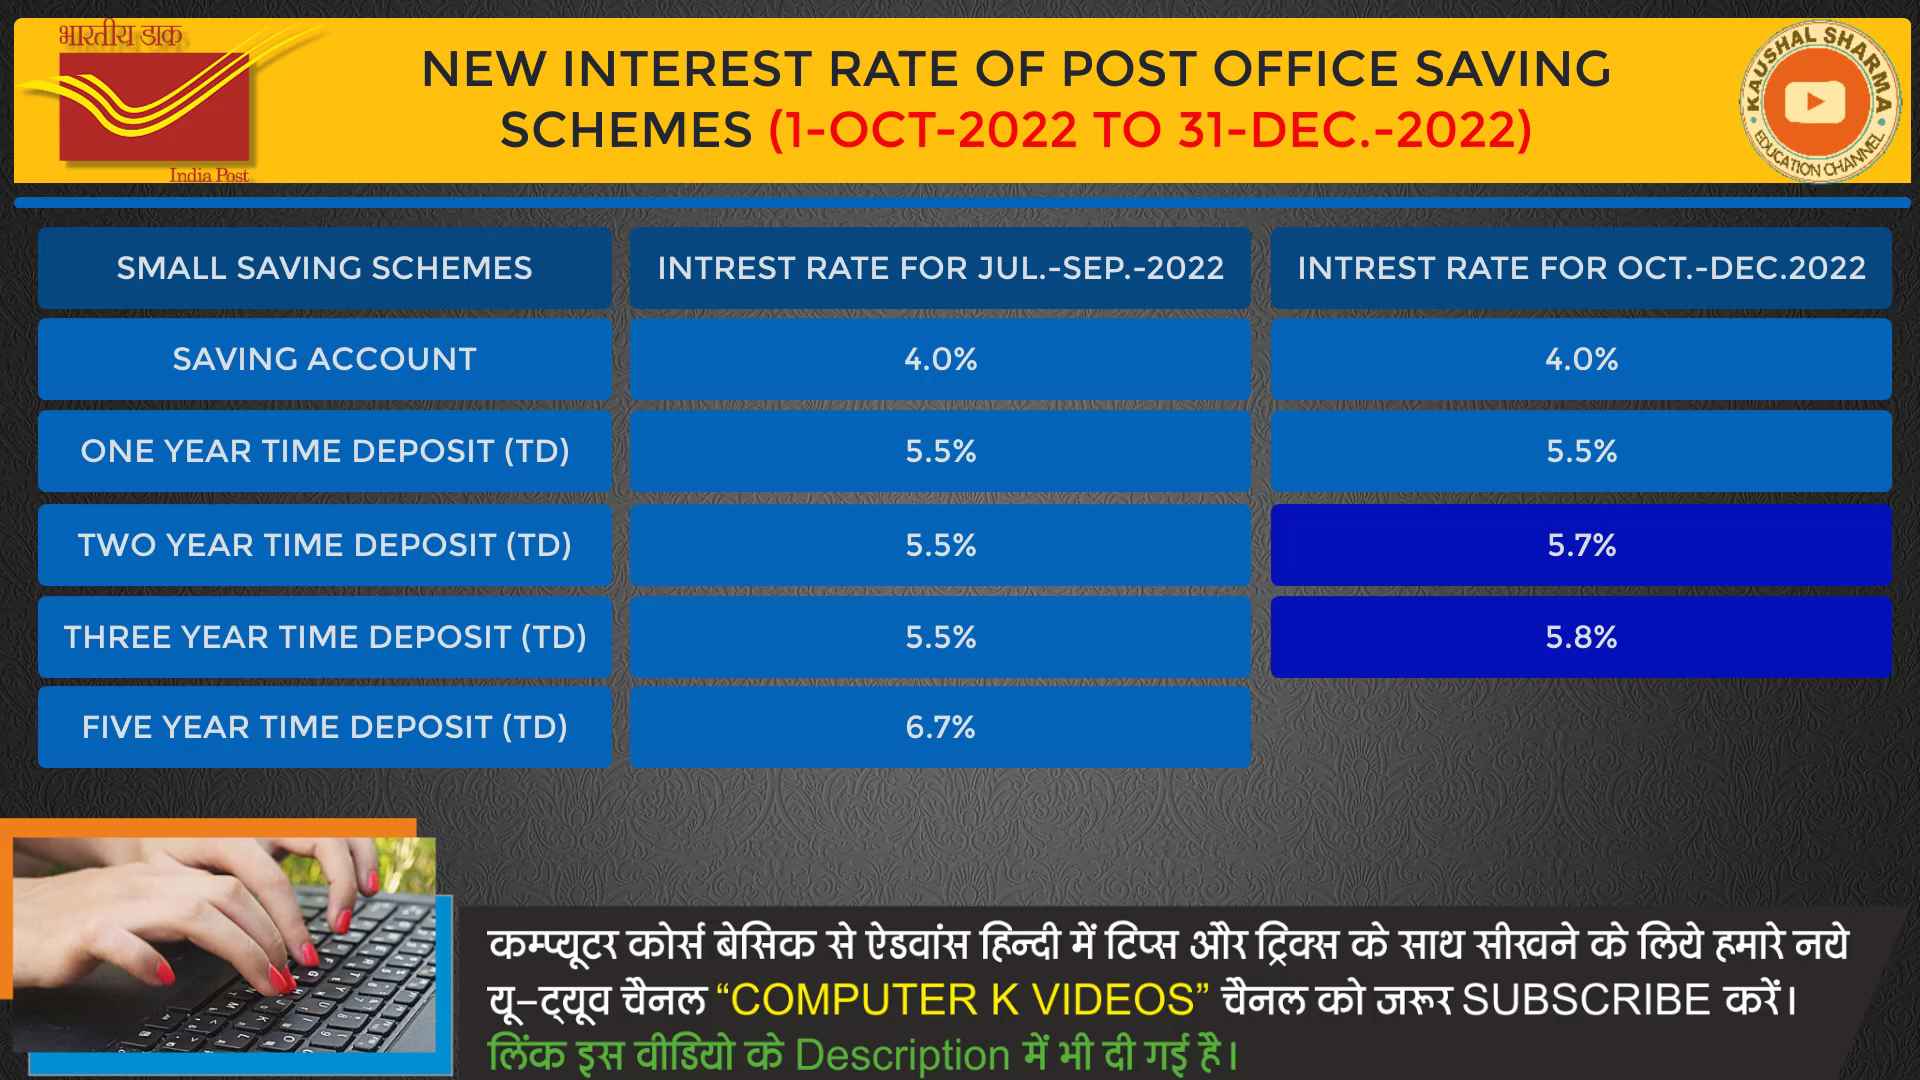 भारतीय डाक
India Post
NEW INTEREST RATE OF POST OFFICE SAVING
SCHEMES (1-OCT-2022 TO 31-DEC.-2022)
KAUSHAL SHARMA
EDUCATION CHANNEL
SMALL SAVING SCHEMES INTREST RATE FOR JUL.-SEP.-2022 INTREST RATE FOR OCT.-DEC.2022
SAVING ACCOUNT 4.0% 4.0%
ONE YEAR TIME DEPOSIT (TD) 5.5% 5.5%
TWO YEAR TIME DEPOSIT (TD) 5.5% 5.7%
THREE YEAR TIME DEPOSIT (TD) 5.5% 5.8%
FIVE YEAR TIME DEPOSIT (TD) 6.7%
कम्प्यूटर कोर्स बेसिक से ऐडवांस हिन्दी में टिप्स और ट्रिक्स के साथ सीखने के लिये हमारे नये
यू-ट्यूव चैनल “COMPUTER K VIDEOS” चैनल को जरूर SUBSCRIBE करें।
लिंक इस वीडियो के Description में भी दी गई है।